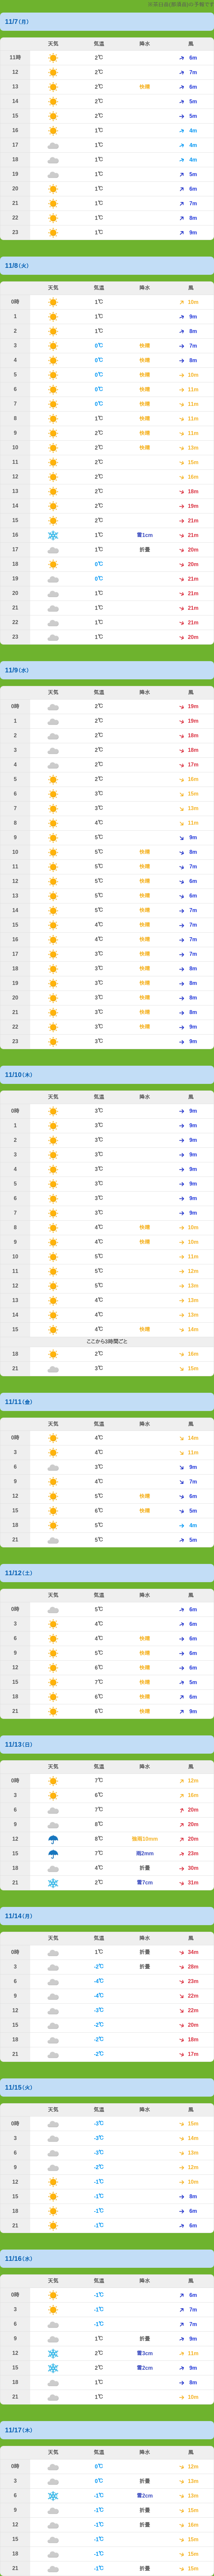 11/7(月)
天気 気温 降水 風
11時 2℃ 6m
12 2℃ 7m
13 2℃ 快晴 6m
14 2℃ 5m
15 2℃ 5m
16 1℃ 4m
17 1℃ 4m
18 1℃ 4m
19 1℃ 5m
20 1℃ 6m
21 1℃ 7m
22 1℃ 8m
23 1℃ 9m
11/8(火)
天気 気温 降水 風
0時 1℃ 10m
1 1℃ 9m
2 1℃ 8m
3 0℃ 快晴 7m
4 0℃ 快晴 8m
5 0℃ 快晴 10m
6 0℃ 快晴 11m
7 0℃ 快晴 11m
8 1℃ 快晴 11m
9 2℃ 快晴 11m
10 2℃ 快晴 13m
11 2℃ 15m
12 2℃ 16m
13 2℃ 18m
14 2℃ 19m
15 2℃ 21m
16 1℃ 雪1cm 21m
17 1℃ 折畳 20m
18 0℃ 20m
19 0℃ 21m
20 1℃ 21m
21 1℃ 21m
22 1℃ 21m
23 1℃ 20m
11/9(水)
天気 気温 降水 風
0時 2℃ 19m
1 2℃ 19m
2 2℃ 18m
3 2℃ 18m
4 2℃ 17m
5 2℃ 16m
6 3℃ 15m
7 3℃ 13m
8 4℃ 11m
9 5℃ 9m
10 5℃ 快晴 8m
11 5℃ 快晴 7m
12 5℃ 快晴 6m
13 5℃ 快晴 6m
14 5℃ 快晴 7m
15 4℃ 快晴 7m
16 4℃ 快晴 7m
17 3℃ 快晴 7m
18 3℃ 快晴 8m
19 3℃ 快晴 8m
20 3℃ 快晴 8m
21 3℃ 快晴 8m
22 3℃ 快晴 9m
23 3℃ 9m
11/10(木)
天気 気温 降水 風
0時 3℃ 9m
1 3℃ 9m
2 3℃ 9m
3 3℃ 9m
4 3℃ 9m
5 3℃ 9m
6 3℃ 9m
7 3℃ 9m
8 4℃ 快晴 10m
9 4℃ 快晴 10m
10 5℃ 11m
11 5℃ 12m
12 5℃ 13m
13 4℃ 13m
14 4℃ 13m
15 4℃ 快晴 14m
ここから3時間ごと
18 2℃ 16m
21 3℃ 15m
11/11(金)
天気 気温 降水 風
0時 4℃ 14m
3 4℃ 11m
6 3℃ 9m
9 4℃ 7m
12 5℃ 快晴 6m
15 6℃ 快晴 5m
18 5℃ 4m
21 5℃ 5m
11/12(土)
天気 気温 降水 風
0時 5℃ 6m
3 4℃ 6m
6 4℃ 快晴 6m
9 5℃ 快晴 6m
12 6℃ 快晴 6m
15 7℃ 快晴 5m
18 6℃ 快晴 6m
21 6℃ 快晴 9m
11/13(日)
天気 気温 降水 風
0時 7℃ 12m
3 6℃ 16m
6 7℃ 20m
9 8℃ 20m
12 8℃ 20m
15 7℃ 雨2mm 23m
18 4℃ 折畳 30m
21 2℃ 雪7cm 31m
11/14(月)
天気 気温 降水 風
0時 1℃ 折畳 34m
3 -2℃ 折畳 28m
6 -4℃ 23m
9 -4℃ 22m
12 -3℃ 22m
15 -2℃ 20m
18 -2℃ 18m
21 -2℃ 17m
11/15(火)
天気 気温 降水 風
0時 -3℃ 15m
3 -3℃ 14m
6 -3℃ 13m
9 -2℃ 12m
12 -1℃ 10m
15 -1℃ 8m
18 -1℃ 6m
21 -1℃ 6m
11/16(水)
天気 気温 降水 風
0時 -1℃ 6m
3 -1℃ 7m
6 -1℃ 7m
9 1℃ 折畳 9m
12 2℃ 雪3cm 11m
15 2℃ 雪2cm 9m
18 1℃ 8m
21 1℃ 10m
11/17(木)
天気 気温 降水 風
0時 0℃ 12m
3 0℃ 折畳 13m
6 -1℃ 雪2cm 13m
9 -1℃ 折畳 15m
12 -1℃ 折畳 16m
15 -1℃ 15m
18 -1℃ 15m
21 -1℃ 折畳 15m